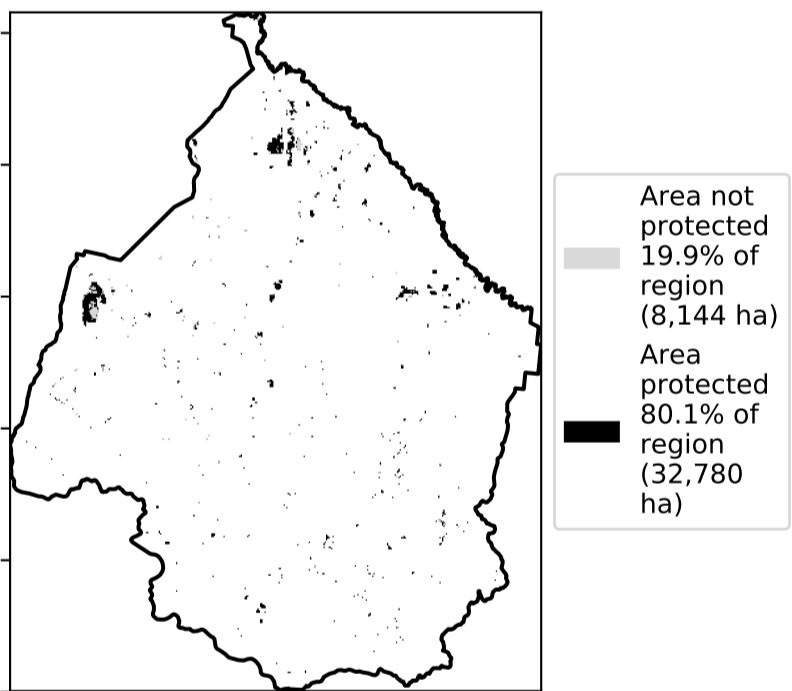 Area not
protected
19.9% of
region
(8,144 ha)
Area
protected
80.1% of
region
(32,780
ha)